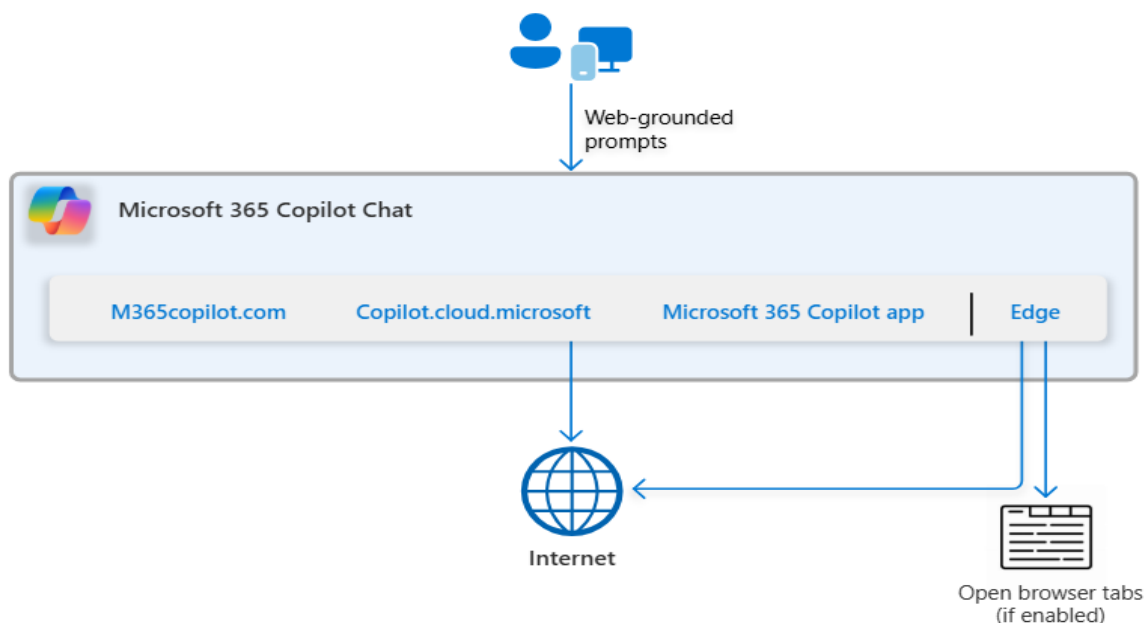 Web-grounded
prompts
Microsoft 365 Copilot Chat
M365copilot.com Copilot.cloud.microsoft Microsoft 365 Copilot app Edge
Internet
Open browser tabs
(if enabled)